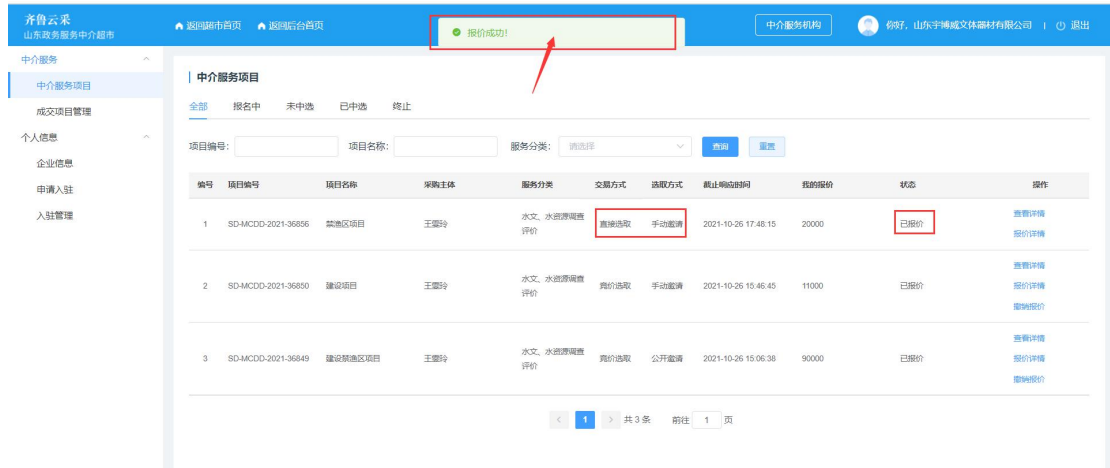 齐鲁云采
山东政务服务中介超市
返回超市首页 返回后台首页
报价成功!
中介服务机构
你好，山东宇博威文体器材有限公司 | 退出
中介服务
中介服务项目
成交项目管理
个人信息
企业信息
申请入驻
入驻管理
中介服务项目
全部 报名中 未中选 已中选 终止
项目编号： 项目名称： 服务分类： 请选择 查询 重置
编号 项目编号 项目名称 采购主体 服务分类 交易方式 选取方式 截止响应时间 我的报价 状态 操作
1 SD-MCDD-2021-36856 禁渔区项目 水文、水资源调查评价 直接选取 手动邀请 2021-10-26 17:48:15 20000 已报价 查看详情
报价详情
2 SD-MCDD-2021-36850 建设项目 水文、水资源调查评价 竞价选取 手动邀请 2021-10-26 15:46:45 11000 已报价 查看详情
报价详情
撤销报价
3 SD-MCDD-2021-36849 建设禁渔区项目 水文、水资源调查评价 竞价选取 公开邀请 2021-10-26 15:06:38 90000 已报价 查看详情
报价详情
撤销报价
< 1 > 共 3 条 前往 1 页